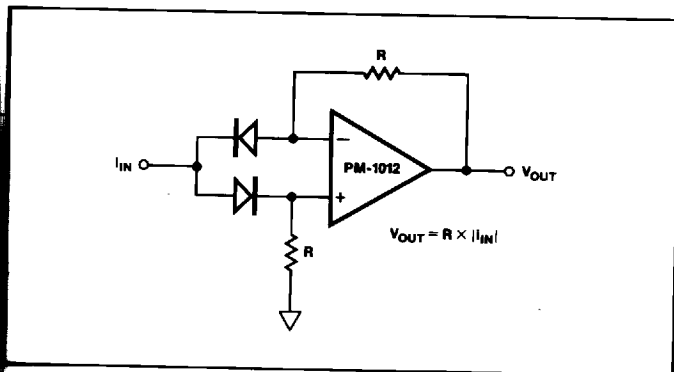 R
−
I_IN
PM-1012
V_OUT
+
V_OUT = R × |i_IN|
R